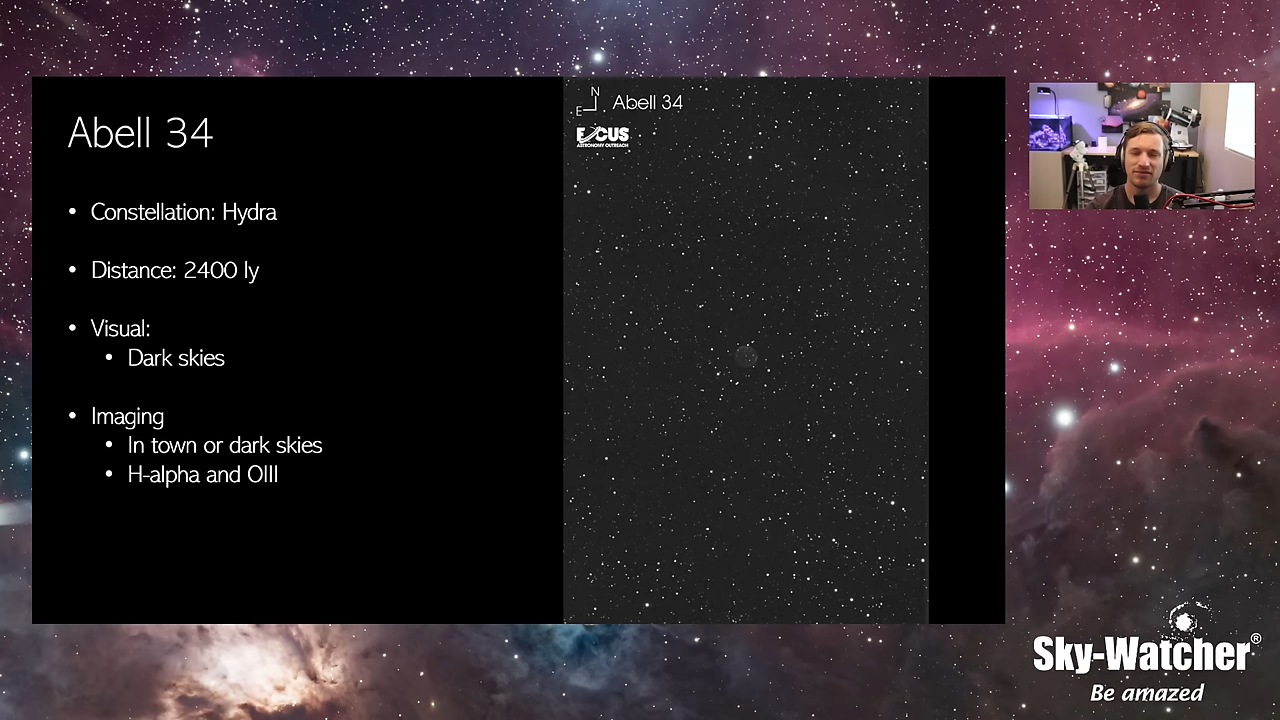 Abell 34
• Constellation: Hydra
• Distance: 2400 ly
• Visual:
• Dark skies
• Imaging
• In town or dark skies
• H-alpha and OIII
N
E
Abell 34
FOCUS
ASTRONOMY OUTREACH
Sky-Watcher®
Be amazed